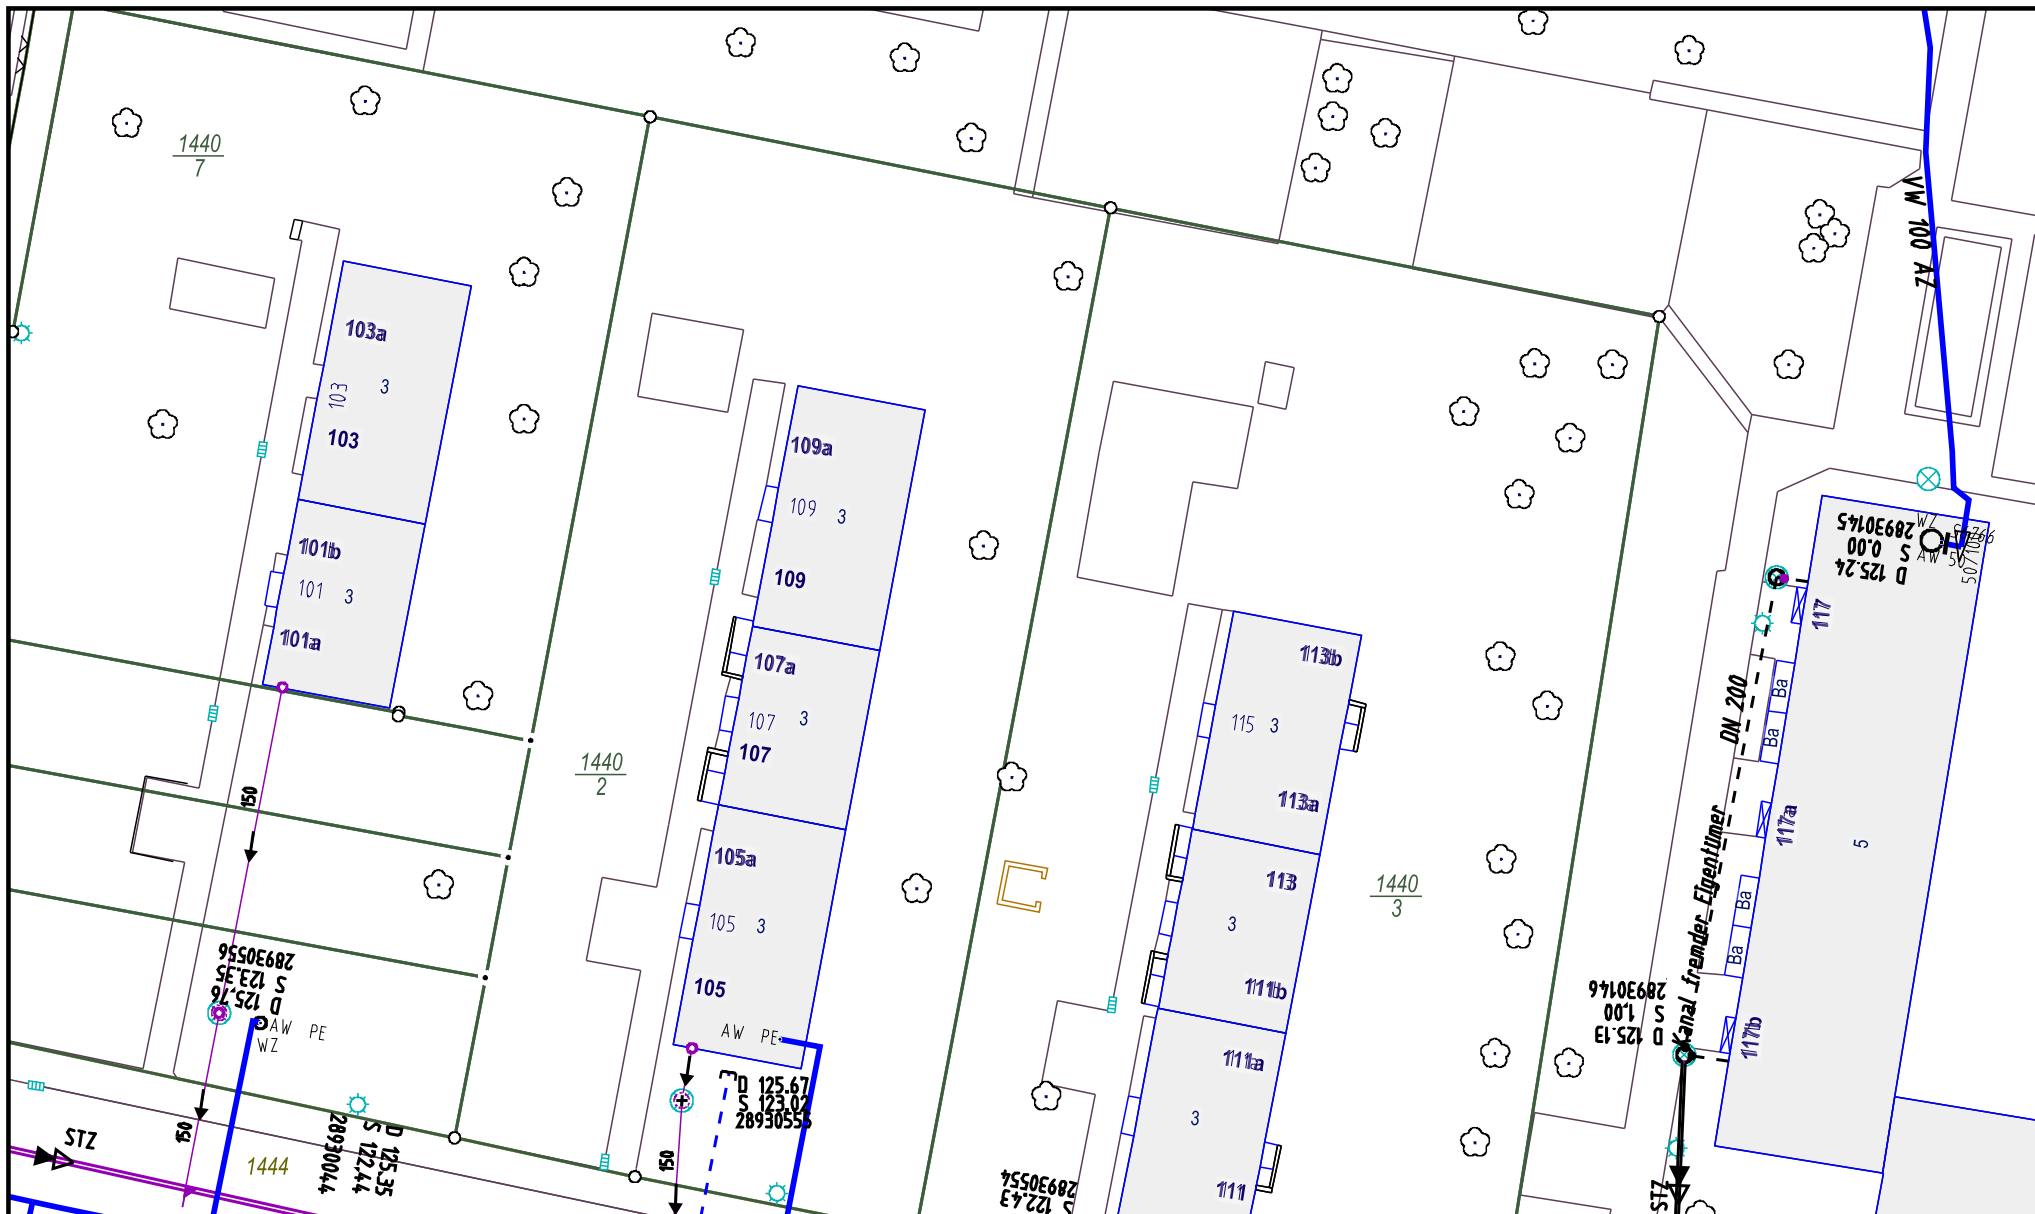 1440
7
103a
103
3
103
101b
101
3
101a
150
28930556
S 123.35
D 125.76
AW PE
WZ
150
STZ
1444
D 125.35
S 122.44
28930044
1440
2
109a
109
3
109
107a
107
3
107
105a
105
3
105
AW PE
D 125.67
S 123.02
28930555
150
28930554
S 122.43
113b
115
3
113a
113
3
111b
111a
3
111
1440
3
VW 100 AZ
28930145
S 0.00
D 125.24
WZ
AW 50
117
Ba
Ba
DN 200
117a
5
Ba
Ba
Kanal fremder Eigentümer
28930146
S 1,00
D 125.13
117b
STZ